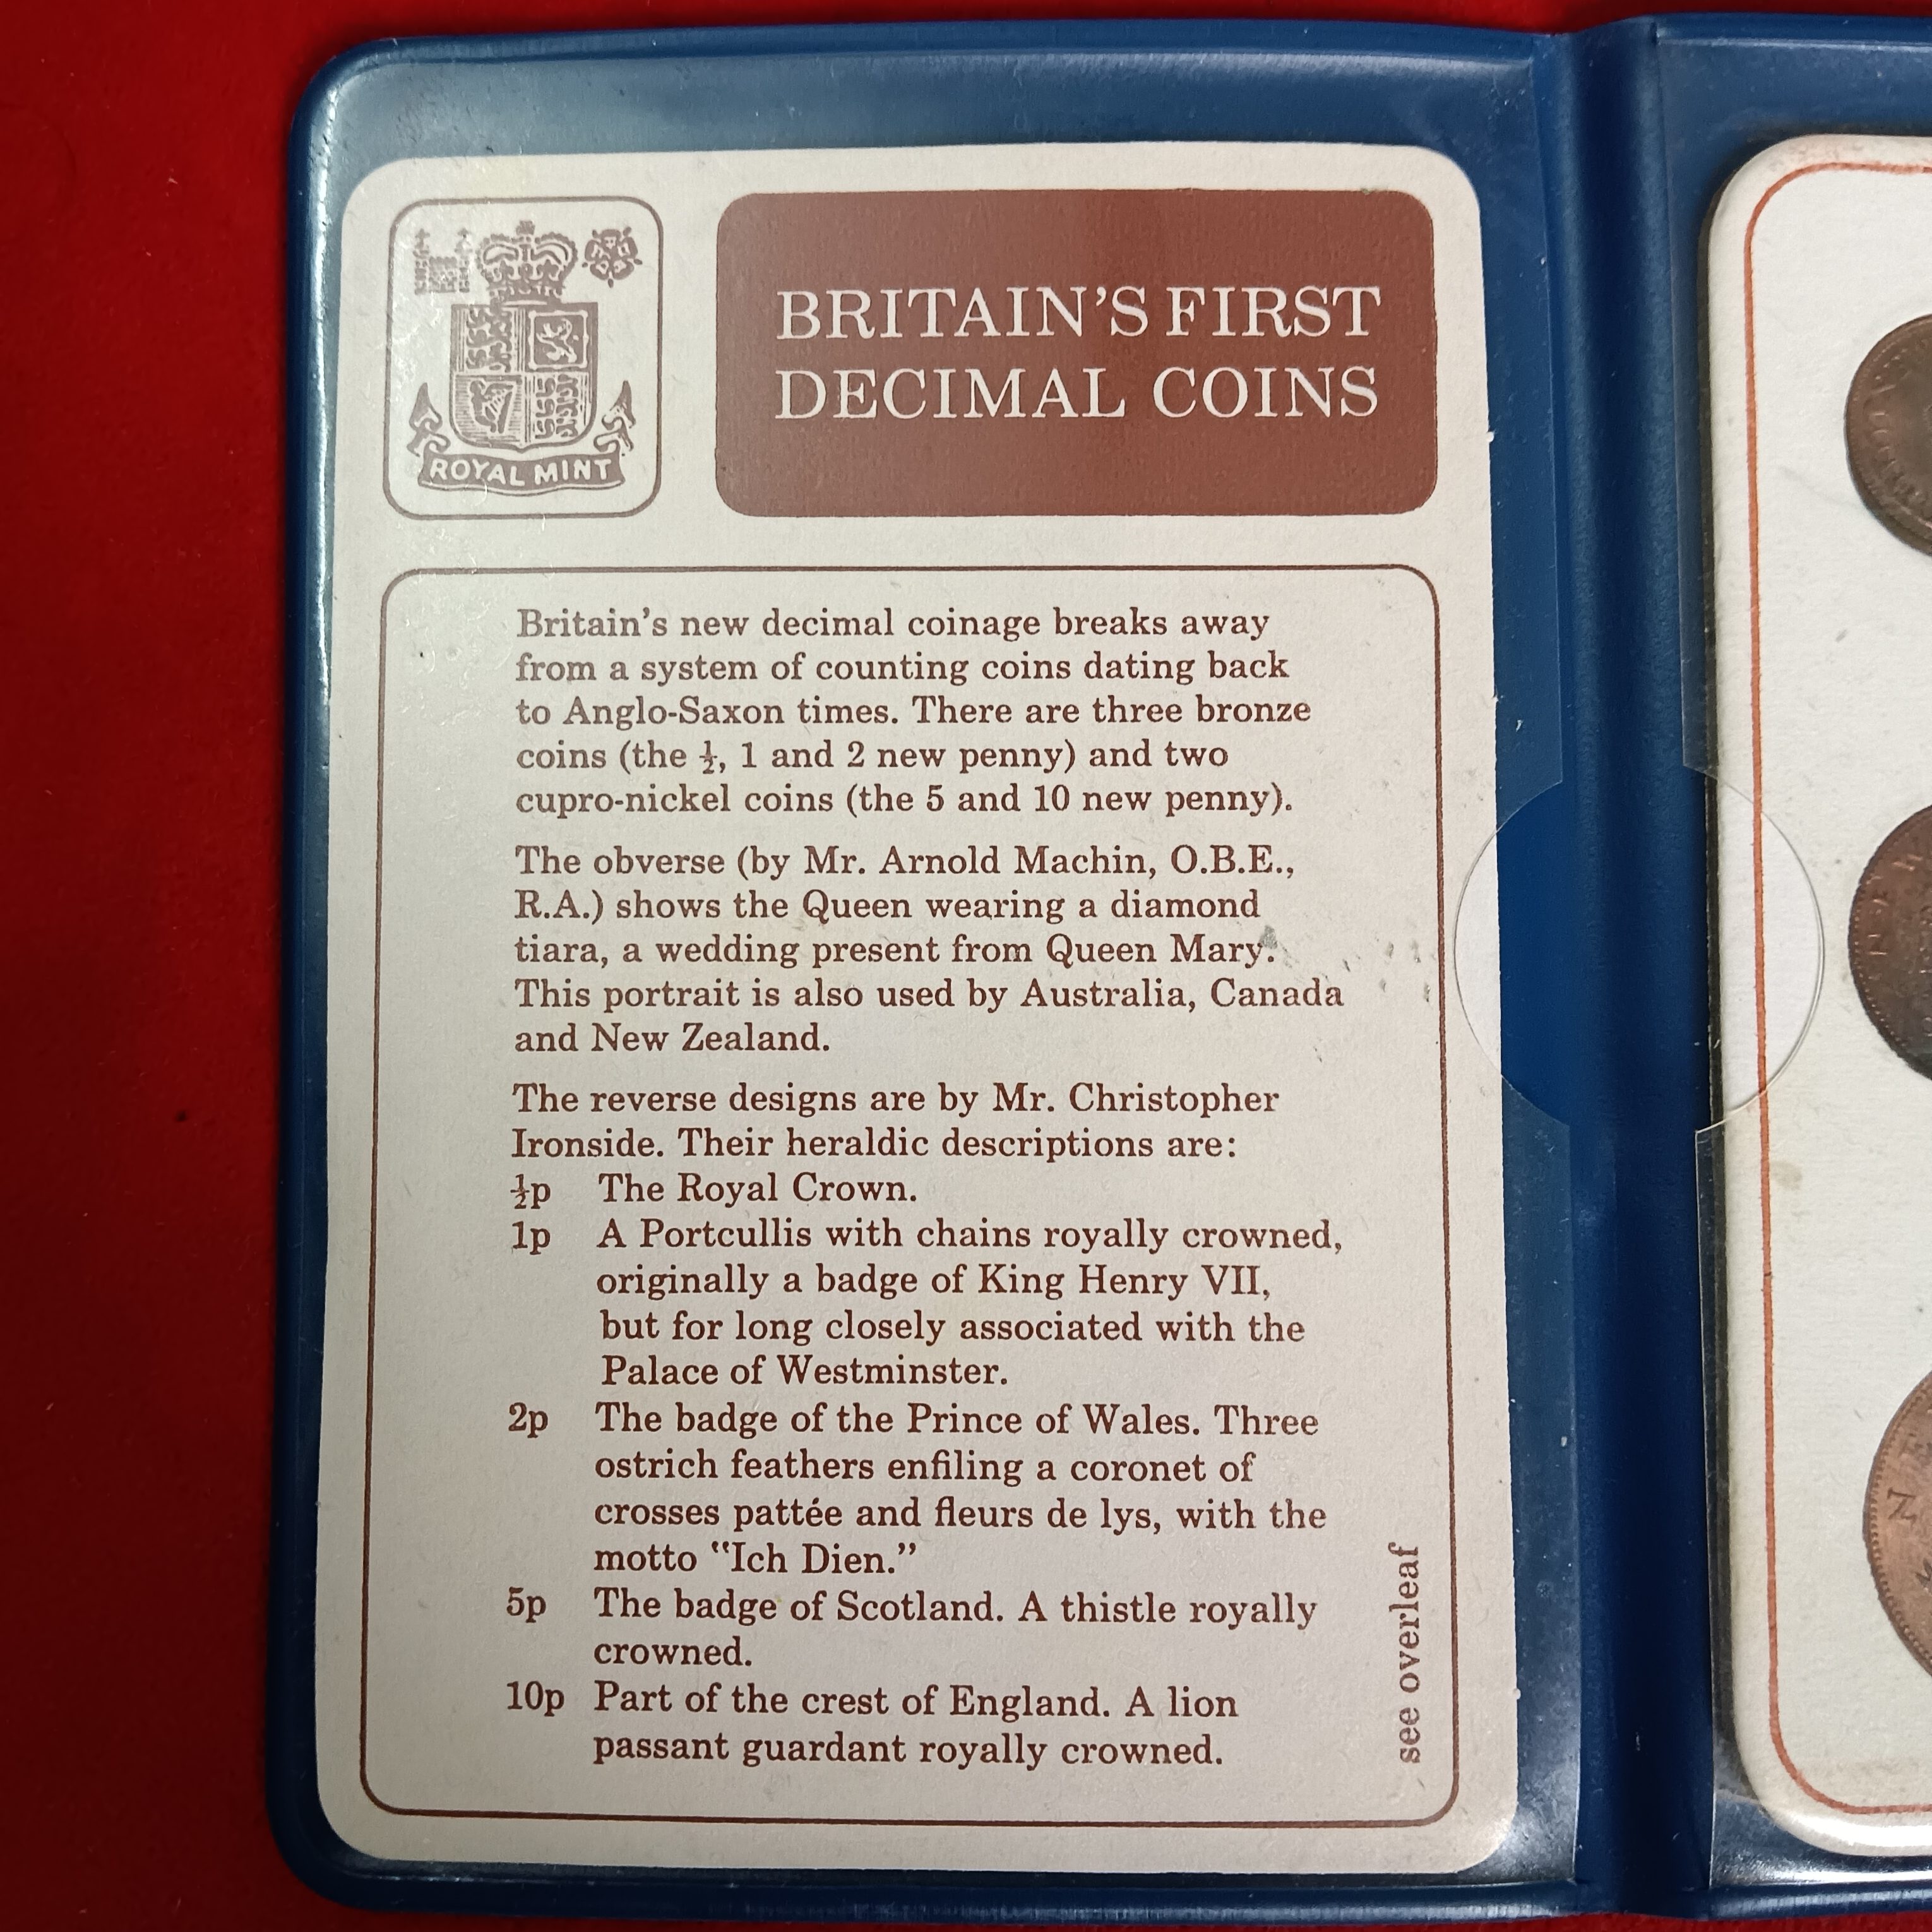 ROYAL MINT
BRITAIN'S FIRST
DECIMAL COINS
Britain's new decimal coinage breaks away
from a system of counting coins dating back
to Anglo-Saxon times. There are three bronze
coins (the ½, 1 and 2 new penny) and two
cupro-nickel coins (the 5 and 10 new penny).
The obverse (by Mr. Arnold Machin, O.B.E.,
R.A.) shows the Queen wearing a diamond
tiara, a wedding present from Queen Mary.
This portrait is also used by Australia, Canada
and New Zealand.
The reverse designs are by Mr. Christopher
Ironside. Their heraldic descriptions are:
½p The Royal Crown.
1p A Portcullis with chains royally crowned,
originally a badge of King Henry VII,
but for long closely associated with the
Palace of Westminster.
2p The badge of the Prince of Wales. Three
ostrich feathers enfiling a coronet of
crosses pattée and fleurs de lys, with the
motto "Ich Dien."
5p The badge of Scotland. A thistle royally
crowned.
10p Part of the crest of England. A lion
passant guardant royally crowned.
see overleaf